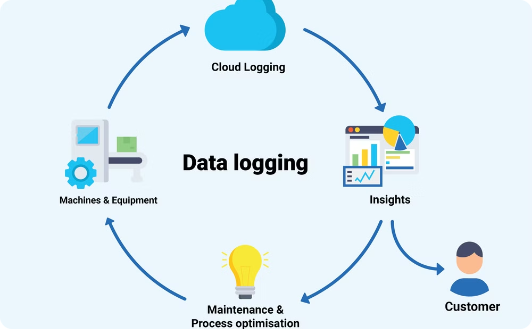 Cloud Logging
Data logging
Machines & Equipment
Insights
Maintenance &
Process optimisation
Customer